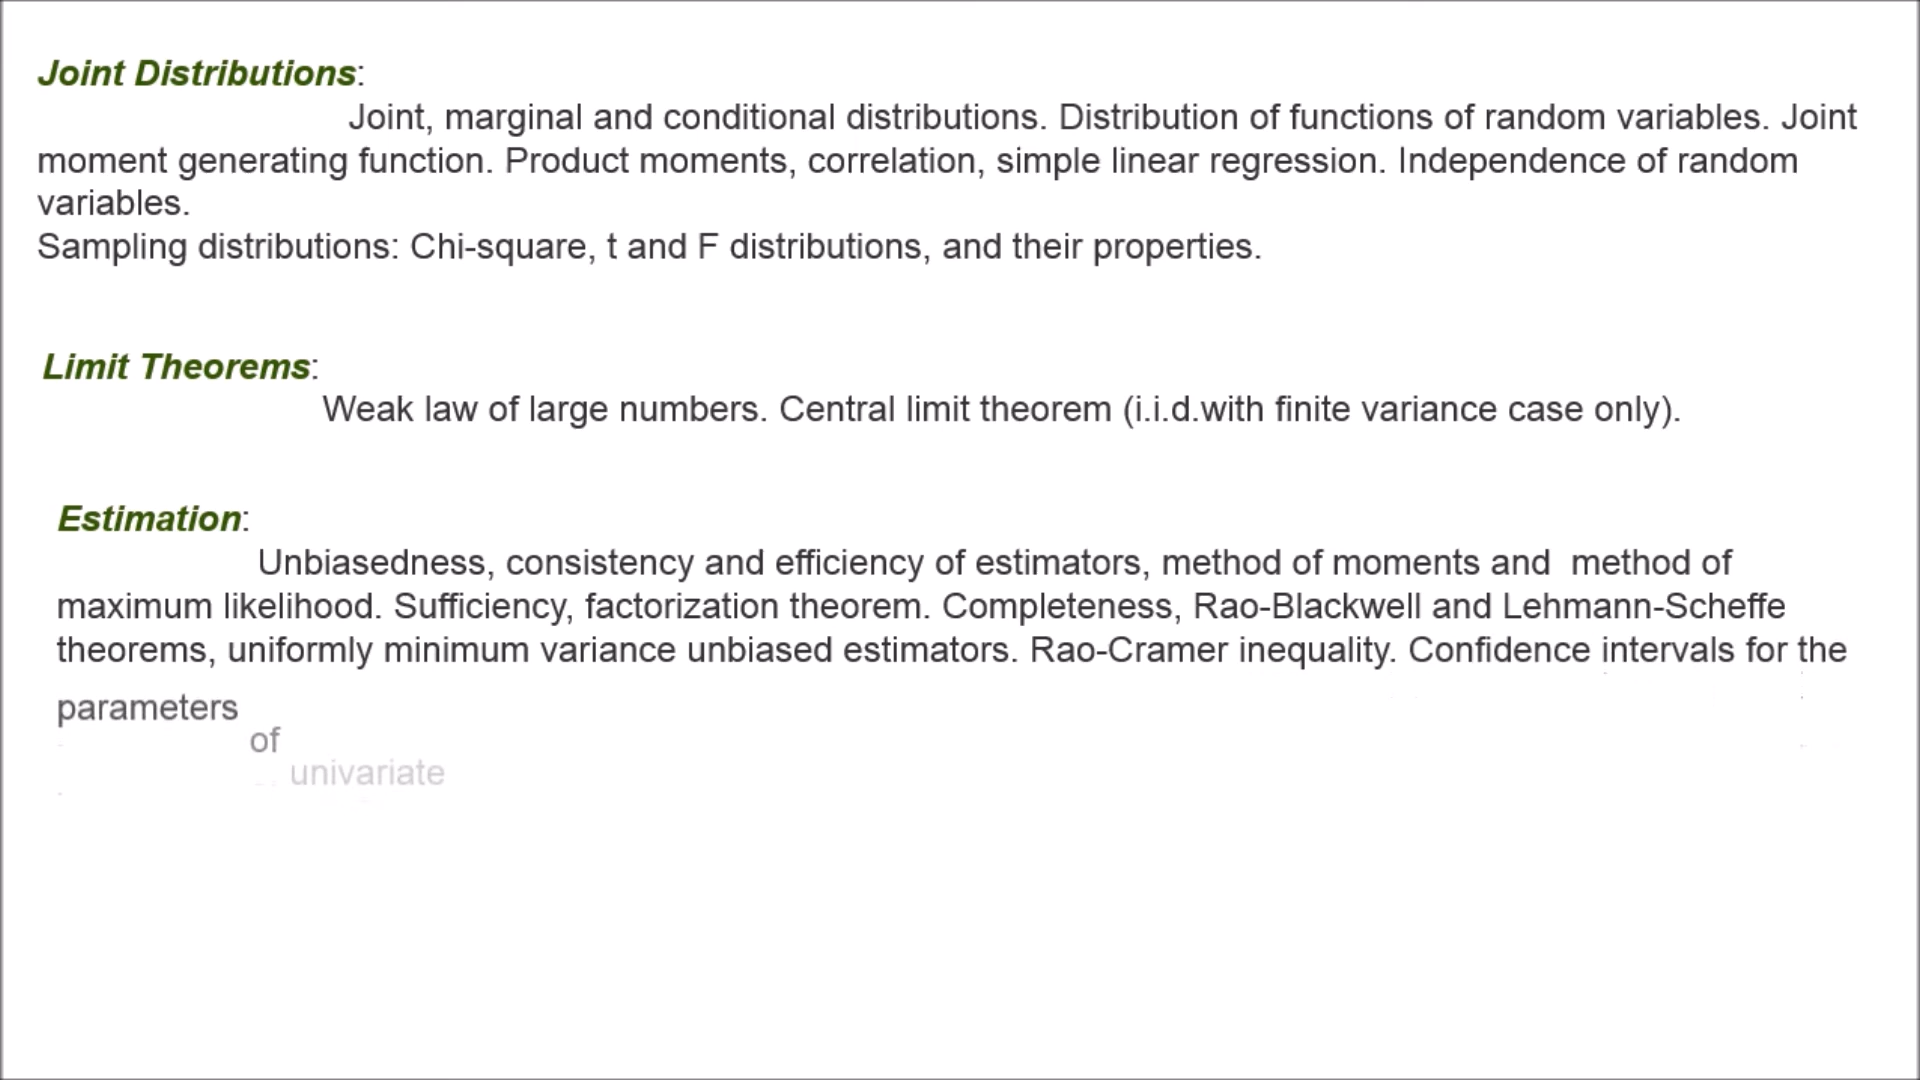 Joint Distributions:
Joint, marginal and conditional distributions. Distribution of functions of random variables. Joint
moment generating function. Product moments, correlation, simple linear regression. Independence of random
variables.
Sampling distributions: Chi-square, t and F distributions, and their properties.
Limit Theorems:
Weak law of large numbers. Central limit theorem (i.i.d.with finite variance case only).
Estimation:
Unbiasedness, consistency and efficiency of estimators, method of moments and  method of
maximum likelihood. Sufficiency, factorization theorem. Completeness, Rao-Blackwell and Lehmann-Scheffe
theorems, uniformly minimum variance unbiased estimators. Rao-Cramer inequality. Confidence intervals for the
parameters
of
univariate